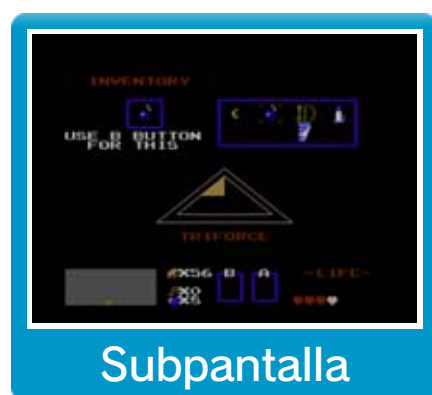 INVENTORY
USE B BUTTON
FOR THIS
TRIFORCE
X56 B A -LIFE-
X0
X5
Subpantalla